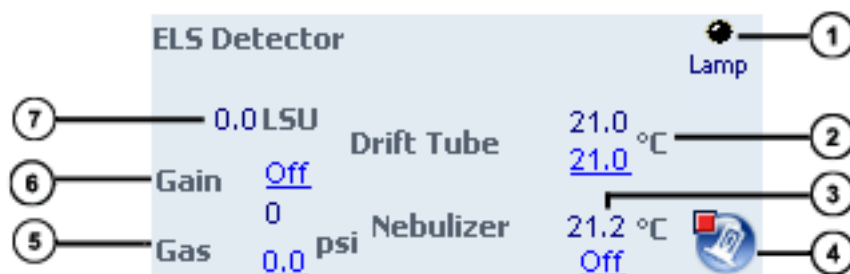 ELS Detector
1
Lamp
7
0.0 LSU
Drift Tube
21.0
°C
21.0
2
6
Gain
Off
3
0
Nebulizer
21.2 °C
5
Gas
0.0
psi
Off
4